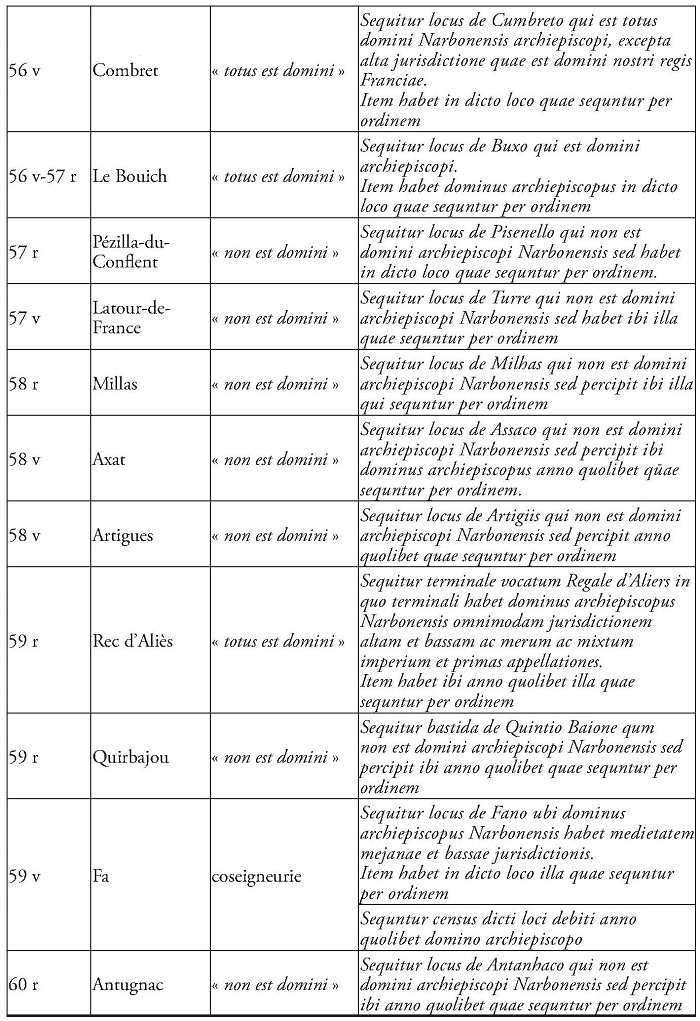 56 v
Combret
« totus est domini »
Sequitur locus de Cumbreto qui est totus
domini Narbonensis archiepiscopi, excepta
alta jurisdictione quae est domini nostri regis
Franciae.
Item habet in dicto loco quae sequntur per
ordinem
56 v-57 r
Le Bouich
« totus est domini »
Sequitur locus de Buxo qui est domini
archiepiscopi.
Item habet dominus archiepiscopus in dicto
loco quae sequntur per ordinem
57 r
Pézilla-du-
Conflent
« non est domini »
Sequitur locus de Pisenello qui non est
domini archiepiscopi Narbonensis sed habet
in dicto loco quae sequntur per ordinem.
57 v
Latour-de-
France
« non est domini »
Sequitur locus de Turre qui non est domini
archiepiscopi Narbonensis sed habet ibi illa
quae sequntur per ordinem
58 r
Millas
« non est domini »
Sequitur locus de Milhas qui non est domini
archiepiscopi Narbonensis sed percipit ibi illa
qui sequntur per ordinem
58 v
Axat
« non est domini »
Sequitur locus de Assaco qui non est domini
archiepiscopi Narbonensis sed percipit ibi
dominus archiepiscopus anno quolibet quae
sequntur per ordinem.
58 v
Artigues
« non est domini »
Sequitur locus de Artigiis qui non est domini
archiepiscopi Narbonensis sed percipit anno
quolibet quae sequntur per ordinem
59 r
Rec d’Aliès
« totus est domini »
Sequitur terminale vocatum Regale d’Aliers in
quo terminali habet dominus archiepiscopus
Narbonensis omnimodam jurisdictionem
altam et bassam ac merum ac mixtum
imperium et primas appellationes.
Item habet ibi anno quolibet illa quae
sequntur per ordinem
59 r
Quirbajou
« non est domini »
Sequitur bastida de Quintio Baione qum
non est domini archiepiscopi Narbonensis sed
percipit ibi anno quolibet quae sequntur per
ordinem
59 v
Fa
coseigneurie
Sequitur locus de Fano ubi dominus
archiepiscopus Narbonensis habet medietatem
mejanae et bassae jurisdictionis.
Item habet in dicto loco illa quae sequntur
per ordinem
Sequntur census dicti loci debiti anno
quolibet domino archiepiscopo
60 r
Antugnac
« non est domini »
Sequitur locus de Antanhaco qui non est
domini archiepiscopi Narbonensis sed percipit
ibi anno quolibet quae sequntur per ordinem